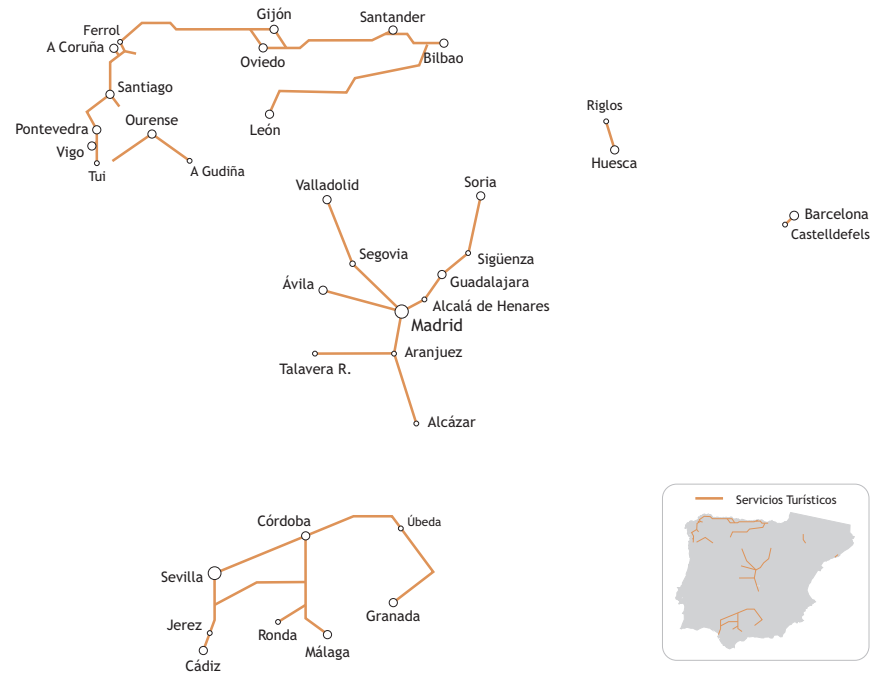 Gijón
Santander
Ferrol
A Coruña
Oviedo
Bilbao
Santiago
Riglos
Pontevedra
Ourense
León
Vigo
Huesca
Tui
A Gudiña
Valladolid
Soria
Barcelona
Castelldefels
Segovia
Sigüenza
Ávila
Guadalajara
Alcalá de Henares
Madrid
Aranjuez
Talavera R.
Alcázar
Servicios Turísticos
Córdoba
Úbeda
Sevilla
Granada
Jerez
Ronda
Málaga
Cádiz